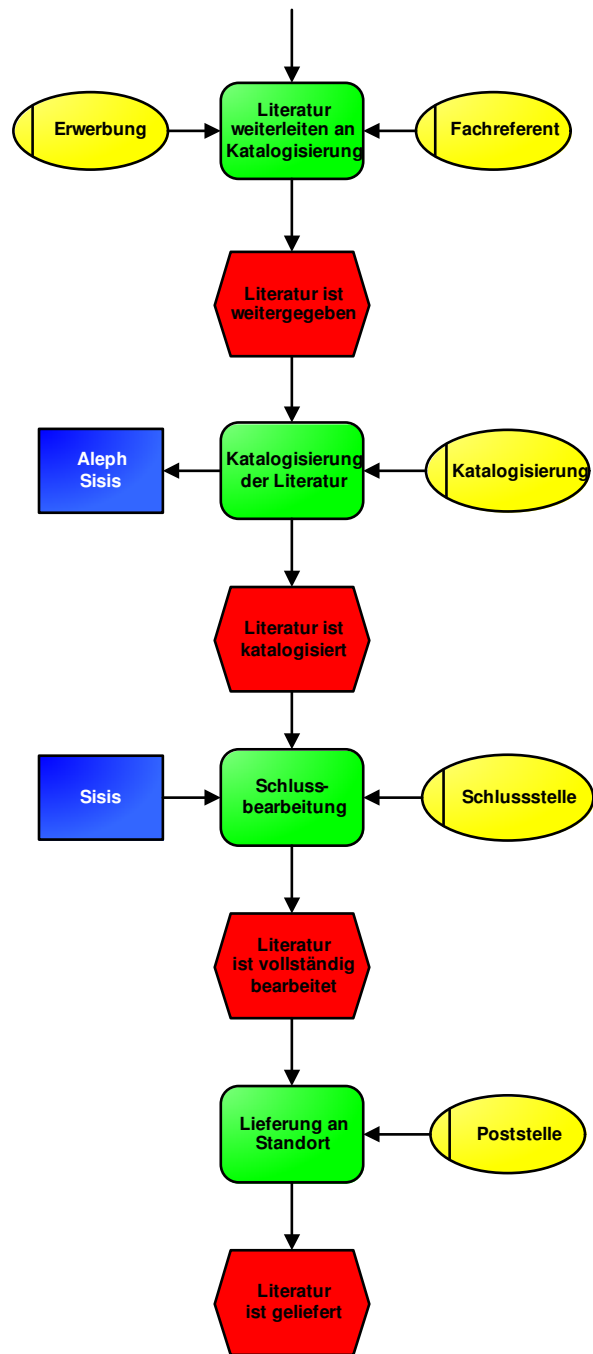 Erwerbung
Literatur
weiterleiten an
Katalogisierung
Fachreferent
Literatur ist
weitergegeben
Aleph
Sisis
Katalogisierung
der Literatur
Katalogisierung
Literatur ist
katalogisiert
Sisis
Schluss-
bearbeitung
Schlussstelle
Literatur
ist vollständig
bearbeitet
Lieferung an
Standort
Poststelle
Literatur
ist geliefert